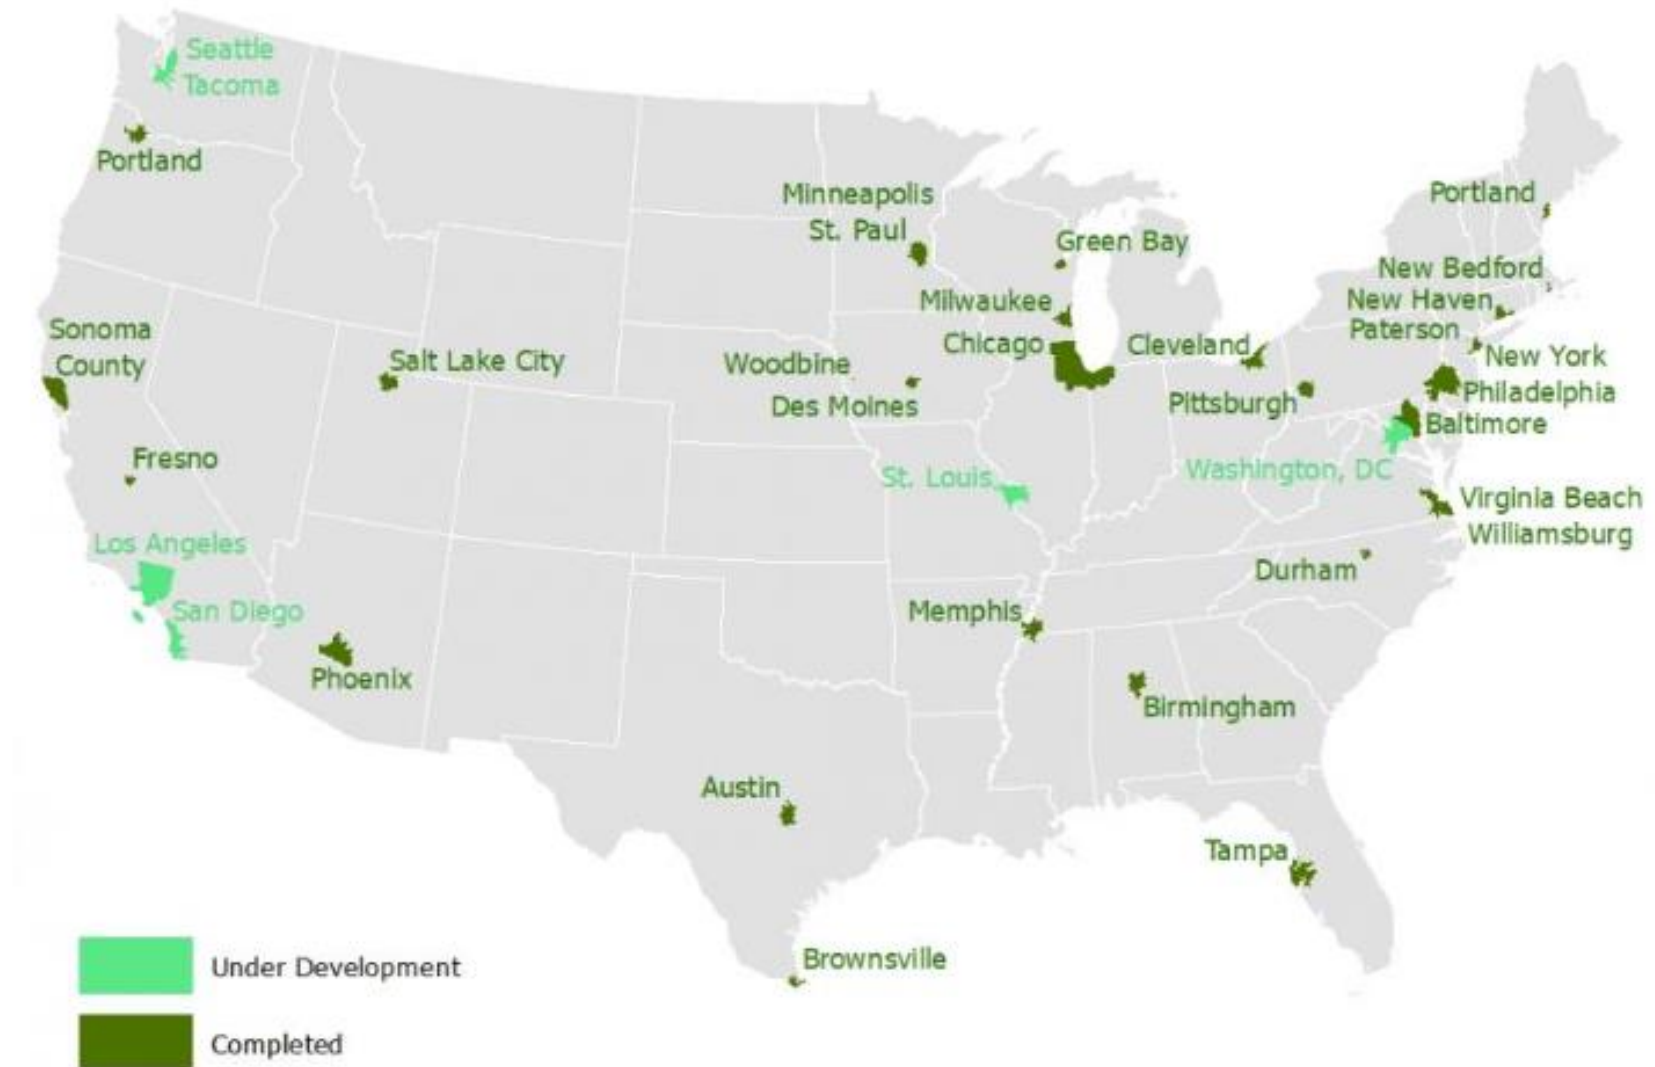 Seattle
Tacoma
Portland
Minneapolis
St. Paul
Green Bay
Portland
New Bedford
New Haven
Paterson
New York
Philadelphia
Baltimore
Milwaukee
Chicago
Cleveland
Pittsburgh
Washington, DC
Sonoma
County
Salt Lake City
Woodbine
Des Moines
Fresno
St. Louis
Virginia Beach
Williamsburg
Los Angeles
San Diego
Durham
Memphis
Phoenix
Birmingham
Austin
Tampa
Brownsville
Under Development
Completed